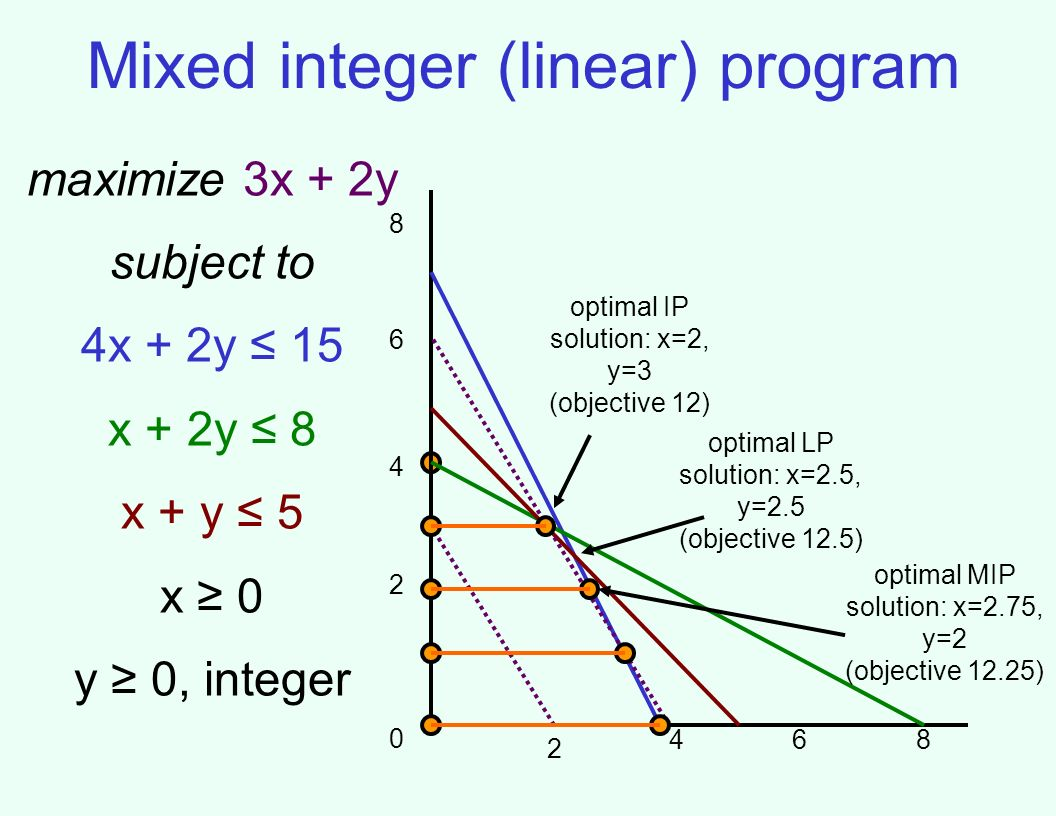 Mixed integer (linear) program
maximize 3x + 2y
subject to
4x + 2y ≤ 15
x + 2y ≤ 8
x + y ≤ 5
x ≥ 0
y ≥ 0, integer
8
6
4
2
0
2
4
6
8
optimal IP
solution: x=2,
y=3
(objective 12)
optimal LP
solution: x=2.5,
y=2.5
(objective 12.5)
optimal MIP
solution: x=2.75,
y=2
(objective 12.25)